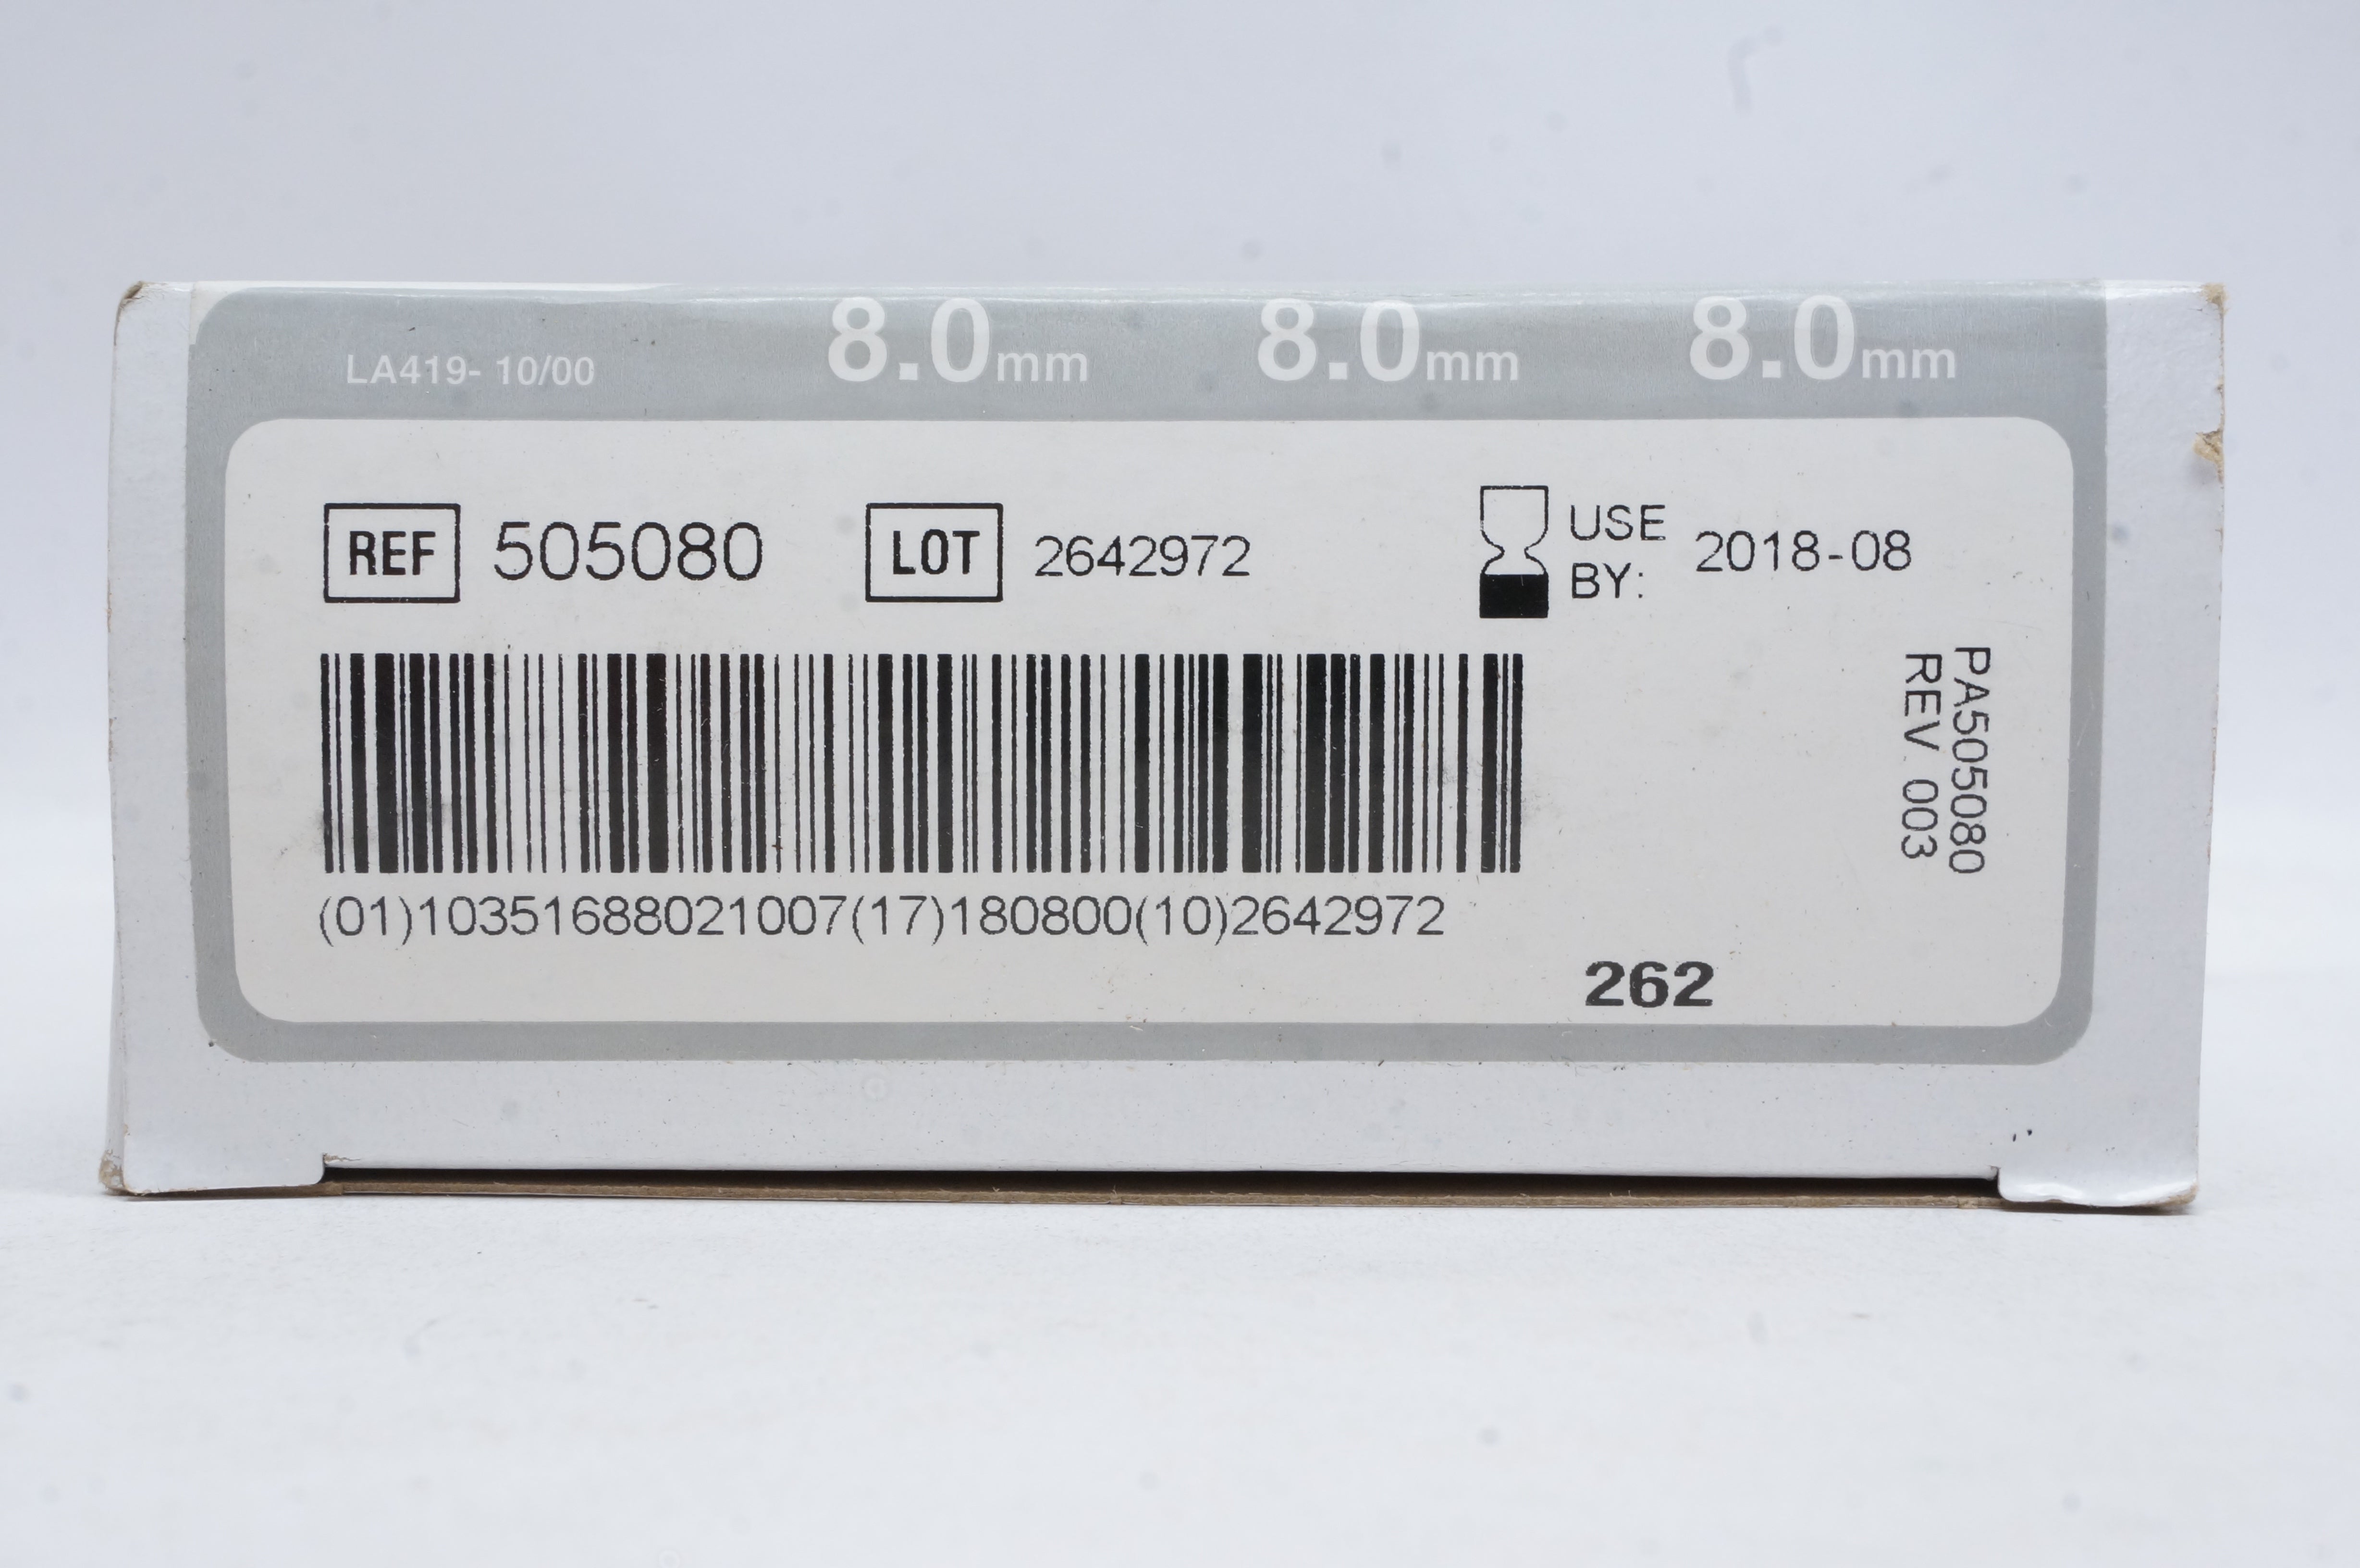 LA419- 10/00
8.0mm 8.0mm 8.0mm
REF 505080 LOT 2642972 USE BY: 2018-08
PA505080
REV 003
(01)10351688021007(17)180800(10)2642972
262